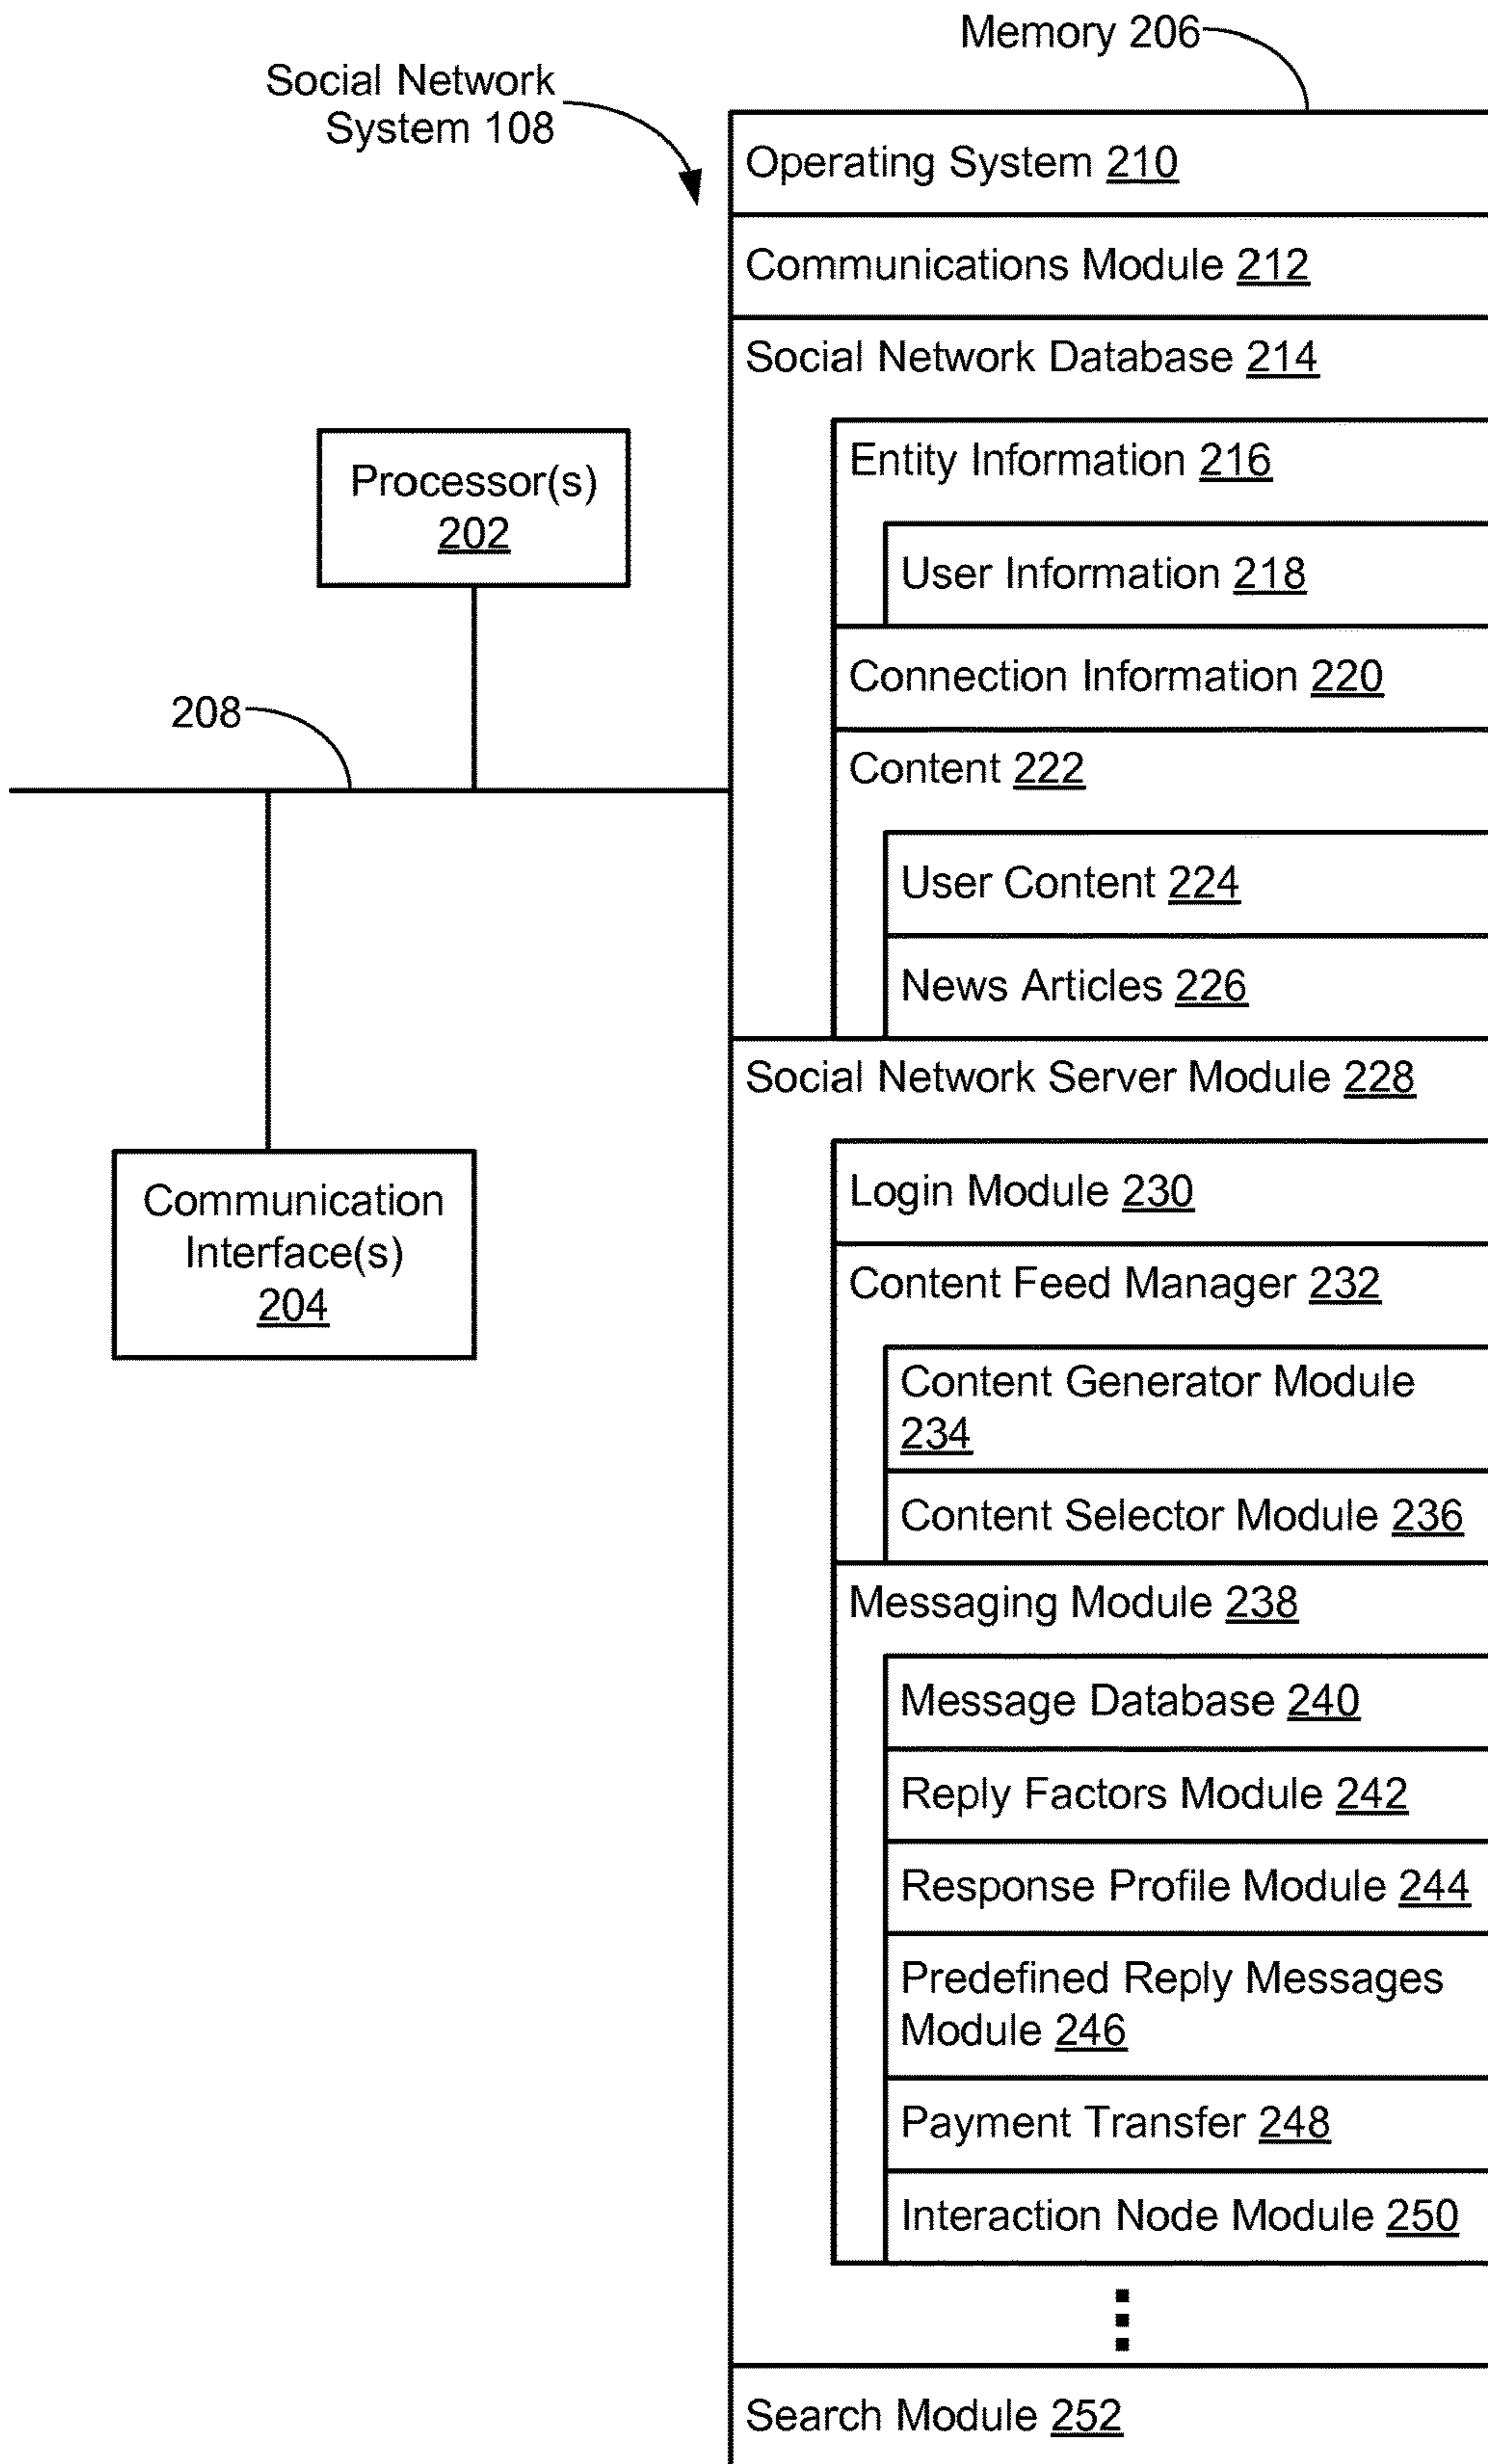 Memory 206
Social Network
System 108
Operating System 210
Communications Module 212
Social Network Database 214
Entity Information 216
Processor(s)
202
User Information 218
Connection Information 220
208
Content 222
User Content 224
News Articles 226
Social Network Server Module 228
Communication
Interface(s)
204
Login Module 230
Content Feed Manager 232
Content Generator Module
234
Content Selector Module 236
Messaging Module 238
Message Database 240
Reply Factors Module 242
Response Profile Module 244
Predefined Reply Messages
Module 246
Payment Transfer 248
Interaction Node Module 250
Search Module 252